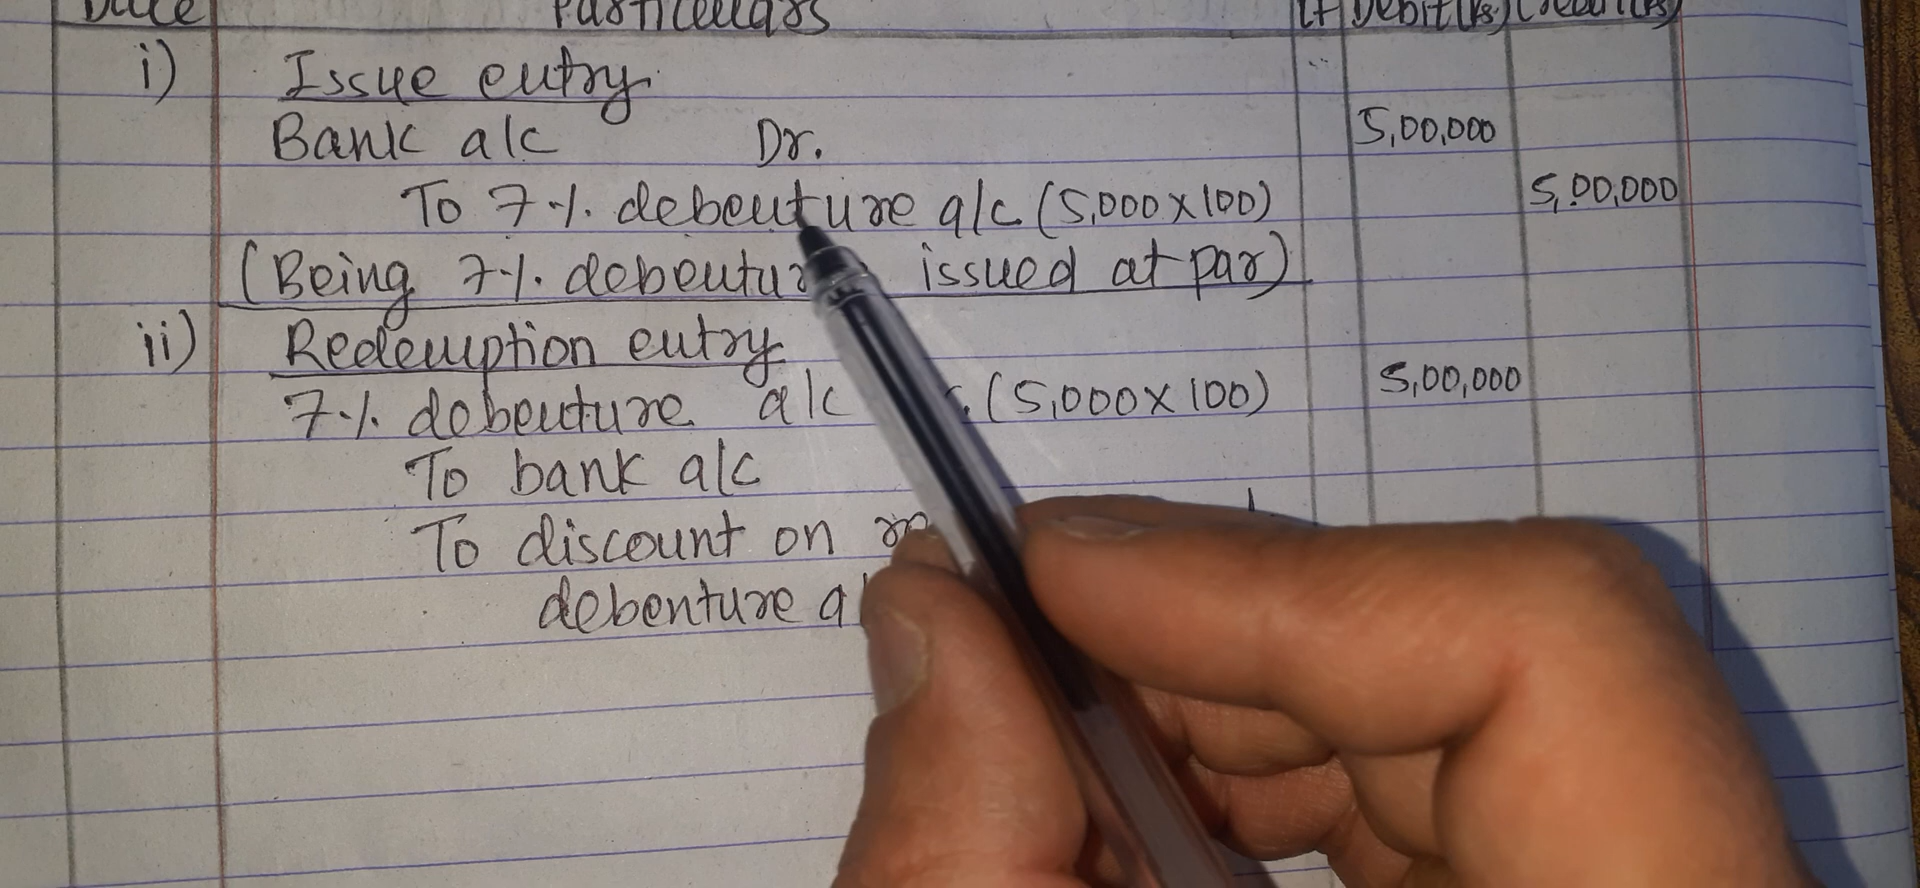 Date Particulars LF Debit(Rs) Credit(Rs)
i) Issue entry
Bank a/c Dr. 5,00,000
To 7% debenture a/c (5,000 x 100) 5,00,000
(Being 7% debenture issued at par)
ii) Redemption entry
7% debenture a/c (5,000 x 100) 5,00,000
To bank a/c
To discount on
debenture